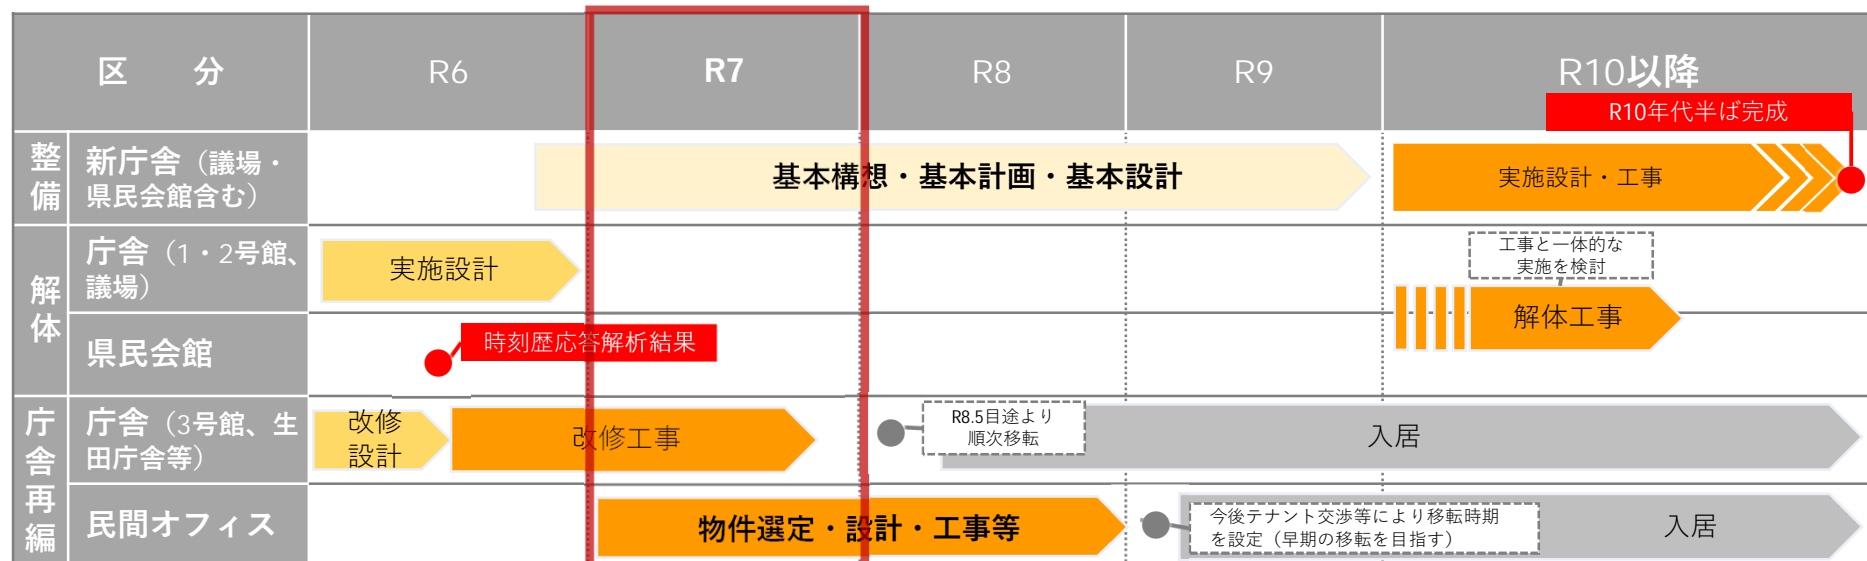 区　分
R6
R7
R8
R9
R10以降
R10年代半ば完成
整備
新庁舎（議場・
県民会館含む）
基本構想・基本計画・基本設計
実施設計・工事
解体
庁舎（1・2号館、
議場）
実施設計
工事と一体的な
実施を検討
解体工事
県民会館
時刻歴応答解析結果
庁舎再編
庁舎（3号館、生
田庁舎等）
改修
設計
改修工事
R8.5目途より
順次移転
入居
民間オフィス
物件選定・設計・工事等
今後テナント交渉等により移転時期
を設定（早期の移転を目指す）
入居